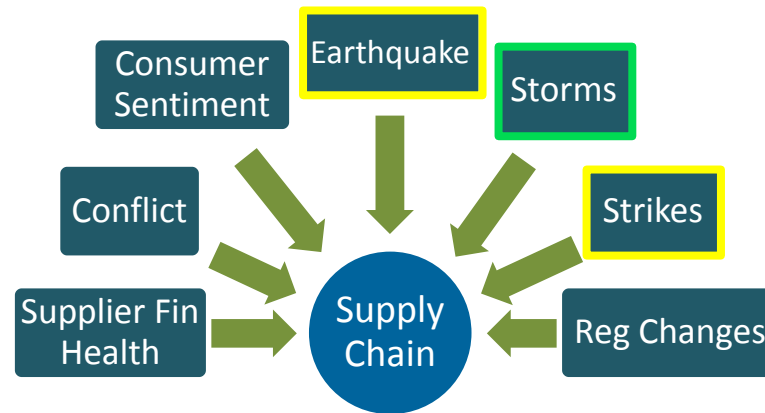 Earthquake
Consumer
Sentiment
Storms
Conflict
Strikes
Supplier Fin
Health
Supply
Chain
Reg Changes